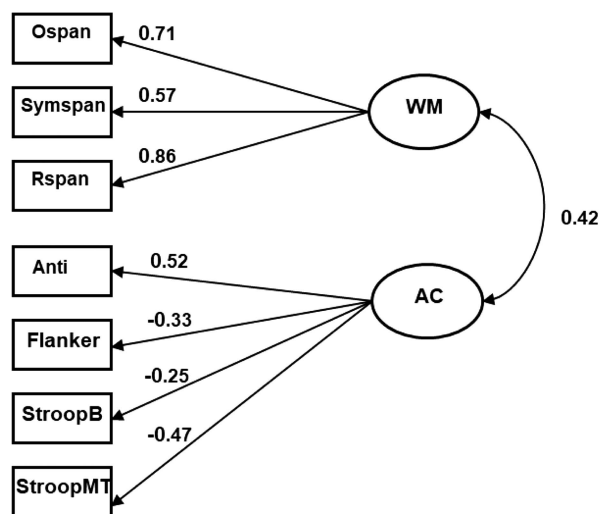 Ospan
0.71
Symspan
0.57
WM
Rspan
0.86
0.42
Anti
0.52
AC
Flanker
-0.33
StroopB
-0.25
StroopMT
-0.47